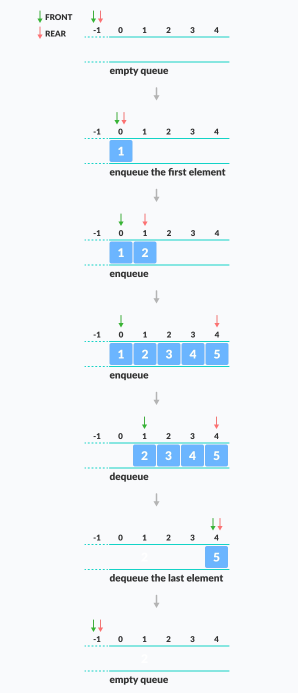 FRONT
REAR
-1 0 1 2 3 4
empty queue
-1 0 1 2 3 4
1
enqueue the first element
-1 0 1 2 3 4
1 2
enqueue
-1 0 1 2 3 4
1 2 3 4 5
enqueue
-1 0 1 2 3 4
2 3 4 5
dequeue
-1 0 1 2 3 4
5
dequeue the last element
-1 0 1 2 3 4
empty queue